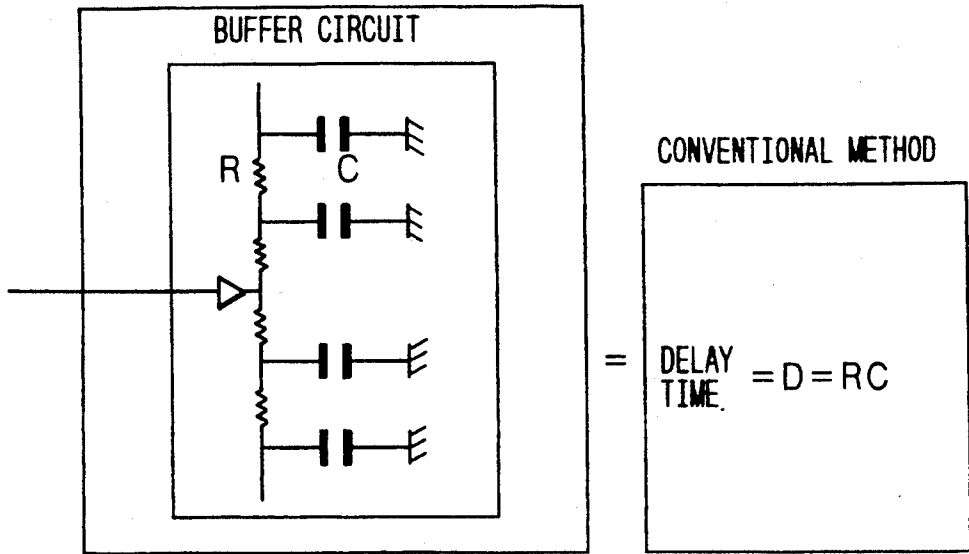 BUFFER CIRCUIT
R
C
CONVENTIONAL METHOD
=
DELAY
TIME. = D = RC